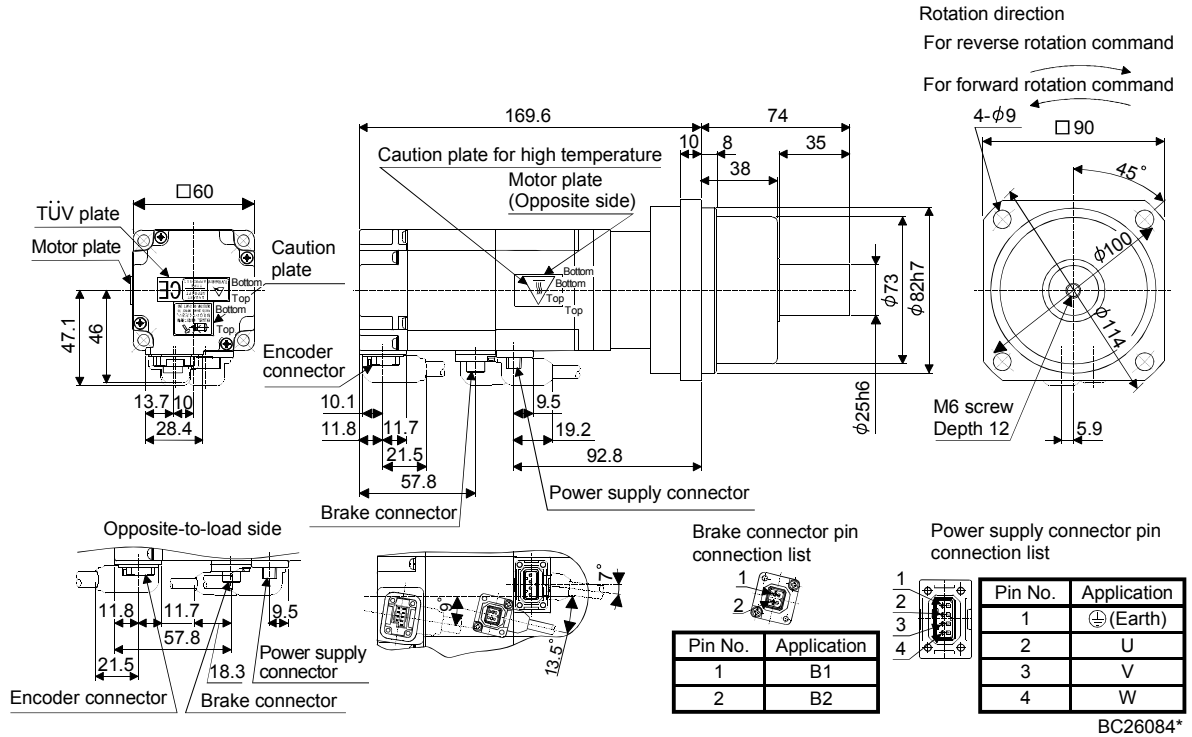 Rotation direction
For reverse rotation command
For forward rotation command
169.6
74
4-ϕ9
□90
10
8
35
38
45°
Caution plate for high temperature
Motor plate
(Opposite side)
□60
TÜV plate
Motor plate
Caution
plate
Bottom
Top
Bottom
Top
Bottom
Top
Bottom
Top
CE
47.1
46
ϕ73
ϕ82h7
ϕ25h6
ϕ100
ϕ114
Encoder
connector
13.7
10
28.4
10.1
11.8
11.7
21.5
57.8
9.5
19.2
92.8
M6 screw
Depth 12
5.9
Brake connector
Power supply connector
Opposite-to-load side
11.8
11.7
9.5
57.8
21.5
18.3
Power supply
connector
Encoder connector
Brake connector
9°
7°
13.5°
Brake connector pin
connection list
1
2
Pin No. Application
1 B1
2 B2
Power supply connector pin
connection list
1
2
3
4
Pin No. Application
1 ⏚(Earth)
2 U
3 V
4 W
BC26084*